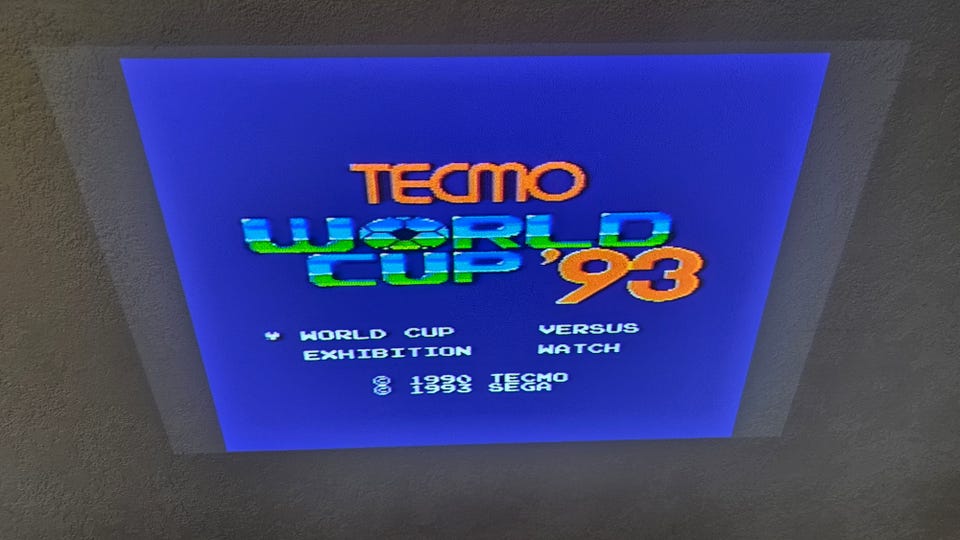 TECMO
WORLD
CUP '93
WORLD CUP VERSUS
EXHIBITION WATCH
© 1990 TECMO
© 1993 SEGA